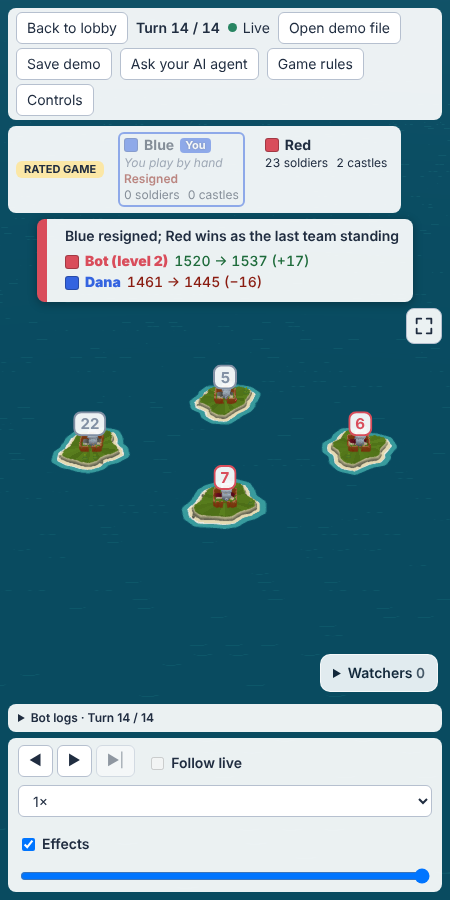 Back to lobby Turn 14 / 14 Live Open demo file
Save demo Ask your AI agent Game rules
Controls
RATED GAME
Blue You
You play by hand
Resigned
0 soldiers 0 castles
Red
23 soldiers 2 castles
Blue resigned; Red wins as the last team standing
Bot (level 2) 1520 → 1537 (+17)
Dana 1461 → 1445 (−16)
5
22
6
7
Watchers 0
Bot logs · Turn 14 / 14
Follow live
1×
Effects